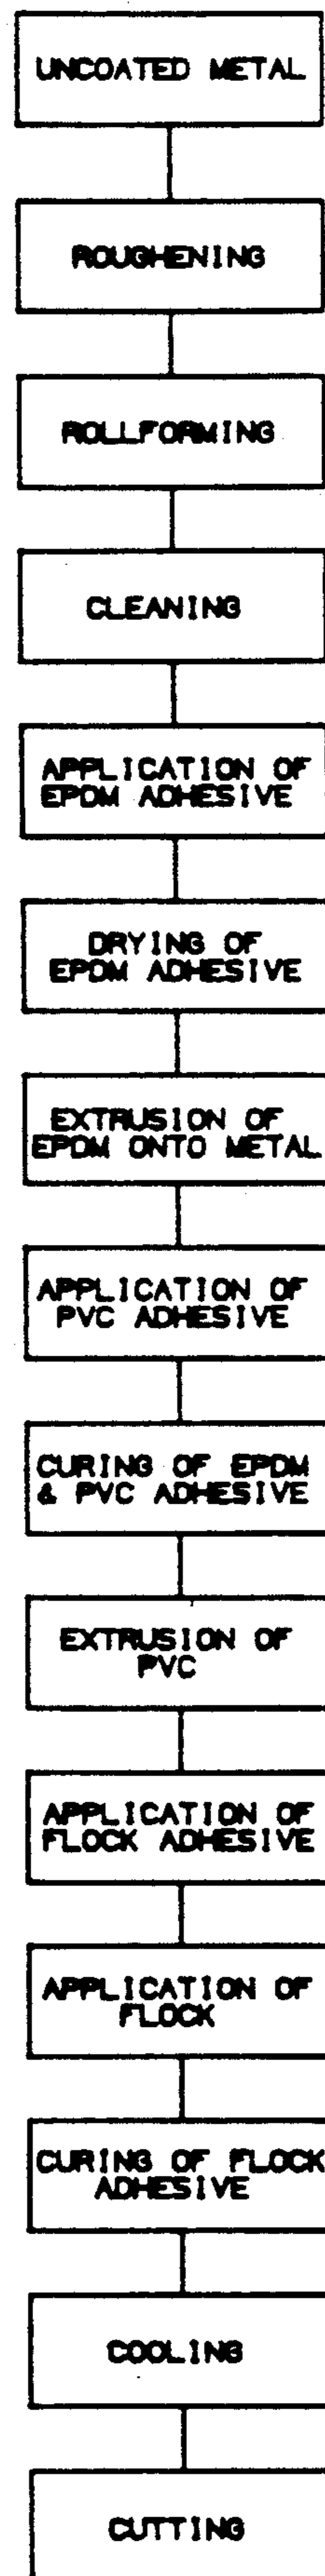 UNCOATED METAL
ROUGHENING
ROLLFORMING
CLEANING
APPLICATION OF
EPDM ADHESIVE
DRYING OF
EPDM ADHESIVE
EXTRUSION OF
EPDM ONTO METAL
APPLICATION OF
PVC ADHESIVE
CURING OF EPDM
& PVC ADHESIVE
EXTRUSION OF
PVC
APPLICATION OF
FLOCK ADHESIVE
APPLICATION OF
FLOCK
CURING OF FLOCK
ADHESIVE
COOLING
CUTTING